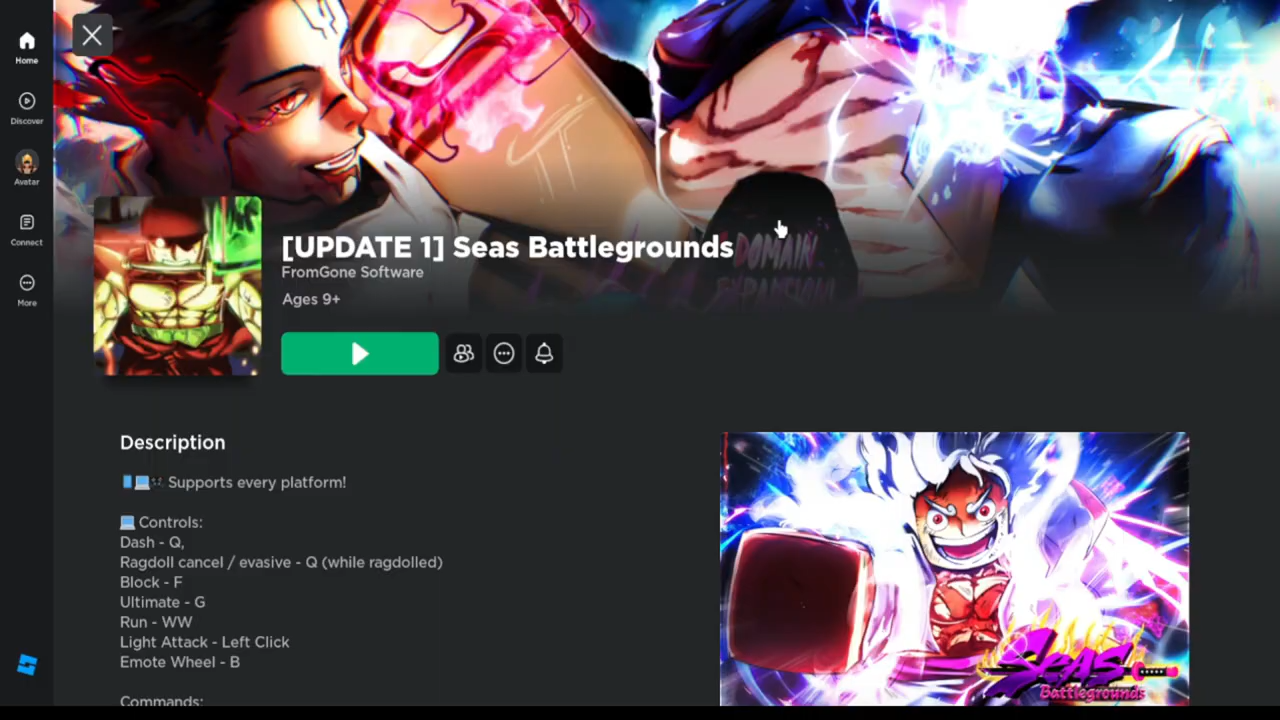 Home
Discover
Avatar
Connect
More
DOMAIN
EXPANSION
[UPDATE 1] Seas Battlegrounds
FromGone Software
Ages 9+
Description
Supports every platform!
Controls:
Dash - Q,
Ragdoll cancel / evasive - Q (while ragdolled)
Block - F
Ultimate - G
Run - WW
Light Attack - Left Click
Emote Wheel - B
Commands:
SEAS
Battlegrounds